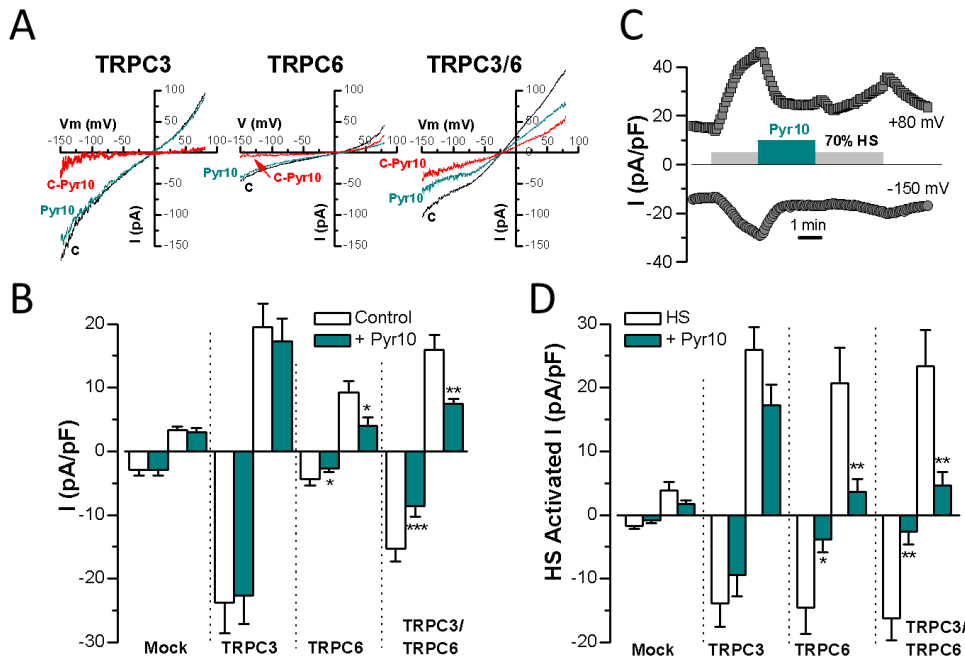 A
TRPC3
Vm (mV)
-150 -100 -50 50 100
100
50
-50
-100
-150
I (pA)
C-Pyr10
Pyr10
C
TRPC6
V (mV)
-150 -100 -50 50 100
100
50
-50
-100
-150
I (pA)
Pyr10
C
C-Pyr10
TRPC3/6
Vm (mV)
-150 -100 -50 50 100
100
50
-50
-100
-150
I (pA)
C-Pyr10
Pyr10
C
C
I (pA/pF)
40
20
0
-20
-40
+80 mV
Pyr10
70% HS
-150 mV
1 min
B
I (pA/pF)
20
10
0
-10
-20
-30
Control
+ Pyr10
* **
* ***
Mock
TRPC3
TRPC6
TRPC3/
TRPC6
D
HS Activated I (pA/pF)
30
20
10
0
-10
-20
HS
+ Pyr10
** **
* **
Mock
TRPC3
TRPC6
TRPC3/
TRPC6